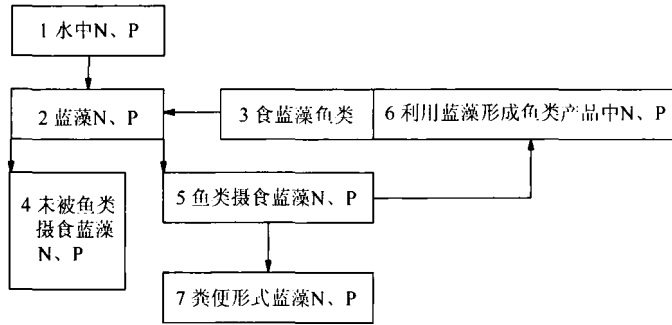 1 水中N、P
2 蓝藻N、P
3 食蓝藻鱼类
6 利用蓝藻形成鱼类产品中N、P
4 未被鱼类
摄食蓝藻
N、P
5 鱼类摄食蓝藻N、P
7 粪便形式蓝藻N、P